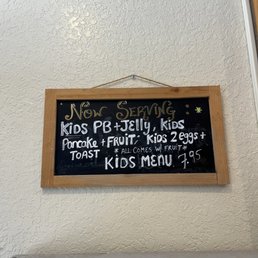 Now Serving:
KIDS PB+JELLY, KIDS
PANCAKE + FRUIT; KIDS 2 EGGS +
TOAST *ALL COMES W/ FRUIT*
KIDS MENU 7.95